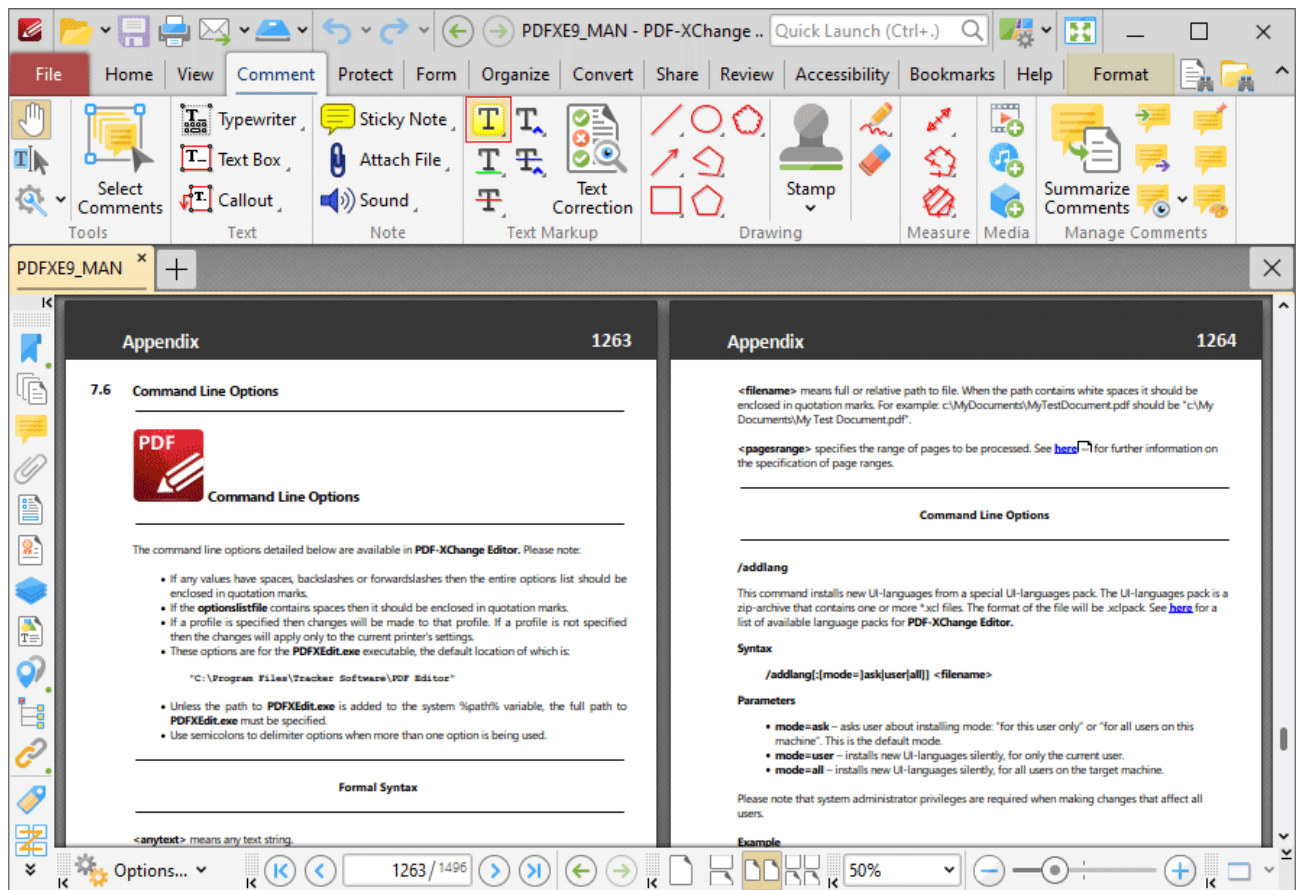 PDFXE9_MAN - PDF-XChange ..
Quick Launch (Ctrl+.)
File Home View Comment Protect Form Organize Convert Share Review Accessibility Bookmarks Help Format
Select
Comments
Tools
Typewriter
Text Box
Callout
Text
Sticky Note
Attach File
Sound
Note
Text
Correction
Text Markup
Stamp
Drawing
Measure
Media
Summarize
Comments
Manage Comments
PDFXE9_MAN
Appendix 1263
7.6 Command Line Options
PDF
Command Line Options
The command line options detailed below are available in PDF-XChange Editor. Please note:
• If any values have spaces, backslashes or forwardslashes then the entire options list should be
enclosed in quotation marks.
• If the optionslistfile contains spaces then it should be enclosed in quotation marks.
• If a profile is specified then changes will be made to that profile. If a profile is not specified
then the changes will apply only to the current printer's settings.
• These options are for the PDFXEdit.exe executable, the default location of which is:
"C:\Program Files\Tracker Software\PDF Editor"
• Unless the path to PDFXEdit.exe is added to the system %path% variable, the full path to
PDFXEdit.exe must be specified.
• Use semicolons to delimiter options when more than one option is being used.
Formal Syntax
<anytext> means any text string.
Appendix 1264
<filename> means full or relative path to file. When the path contains white spaces it should be
enclosed in quotation marks. For example: c:\MyDocuments\MyTestDocument.pdf should be "c:\My
Documents\My Test Document.pdf".
<pagesrange> specifies the range of pages to be processed. See here for further information on
the specification of page ranges.
Command Line Options
/addlang
This command installs new UI-languages from a special UI-languages pack. The UI-languages pack is a
zip-archive that contains one or more *.xcl files. The format of the file will be .xclpack. See here for a
list of available language packs for PDF-XChange Editor.
Syntax
/addlang[:[mode=]ask|user|all]] <filename>
Parameters
• mode=ask – asks user about installing mode: "for this user only" or "for all users on this
machine". This is the default mode.
• mode=user – installs new UI-languages silently, for only the current user.
• mode=all – installs new UI-languages silently, for all users on the target machine.
Please note that system administrator privileges are required when making changes that affect all
users.
Example
Options... 1263 / 1496 50%